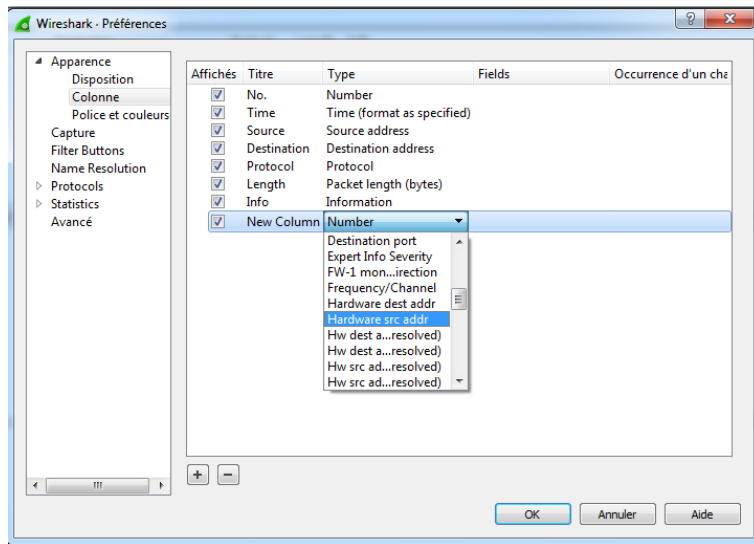 Wireshark · Préférences
Apparence
Disposition
Colonne
Police et couleurs
Capture
Filter Buttons
Name Resolution
Protocols
Statistics
Avancé
Affichés Titre Type Fields Occurrence d'un cha
No. Number
Time Time (format as specified)
Source Source address
Destination Destination address
Protocol Protocol
Length Packet length (bytes)
Info Information
New Column Number
Destination port
Expert Info Severity
FW-1 mon...irection
Frequency/Channel
Hardware dest addr
Hardware src addr
Hw dest a...resolved)
Hw dest a...resolved)
Hw src ad...resolved)
Hw src ad...resolved)
OK Annuler Aide